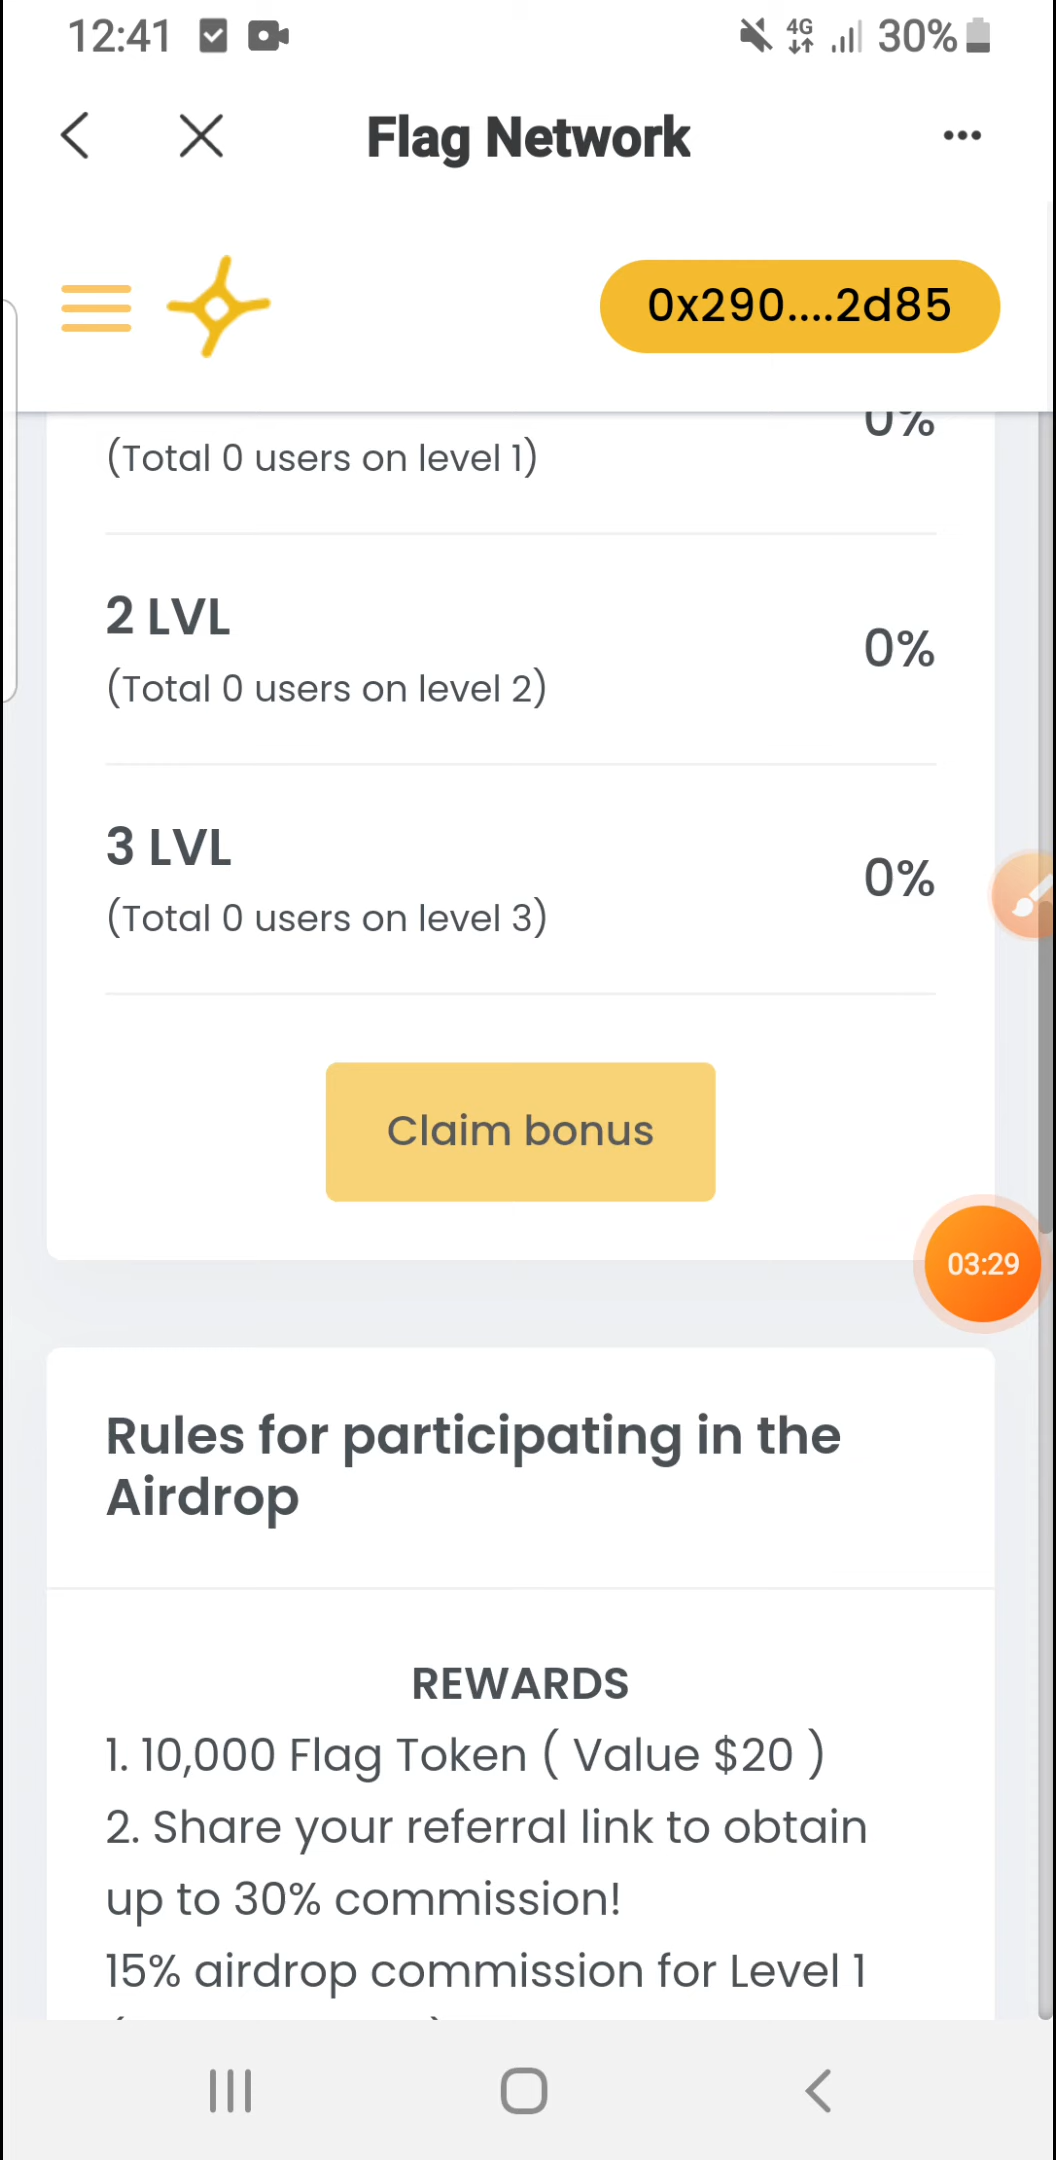 12:41 4G 30%
Flag Network
0x290....2d85
0%
(Total 0 users on level 1)
2 LVL
0%
(Total 0 users on level 2)
3 LVL
0%
(Total 0 users on level 3)
Claim bonus
03:29
Rules for participating in the
Airdrop
REWARDS
1. 10,000 Flag Token ( Value $20 )
2. Share your referral link to obtain
up to 30% commission!
15% airdrop commission for Level 1